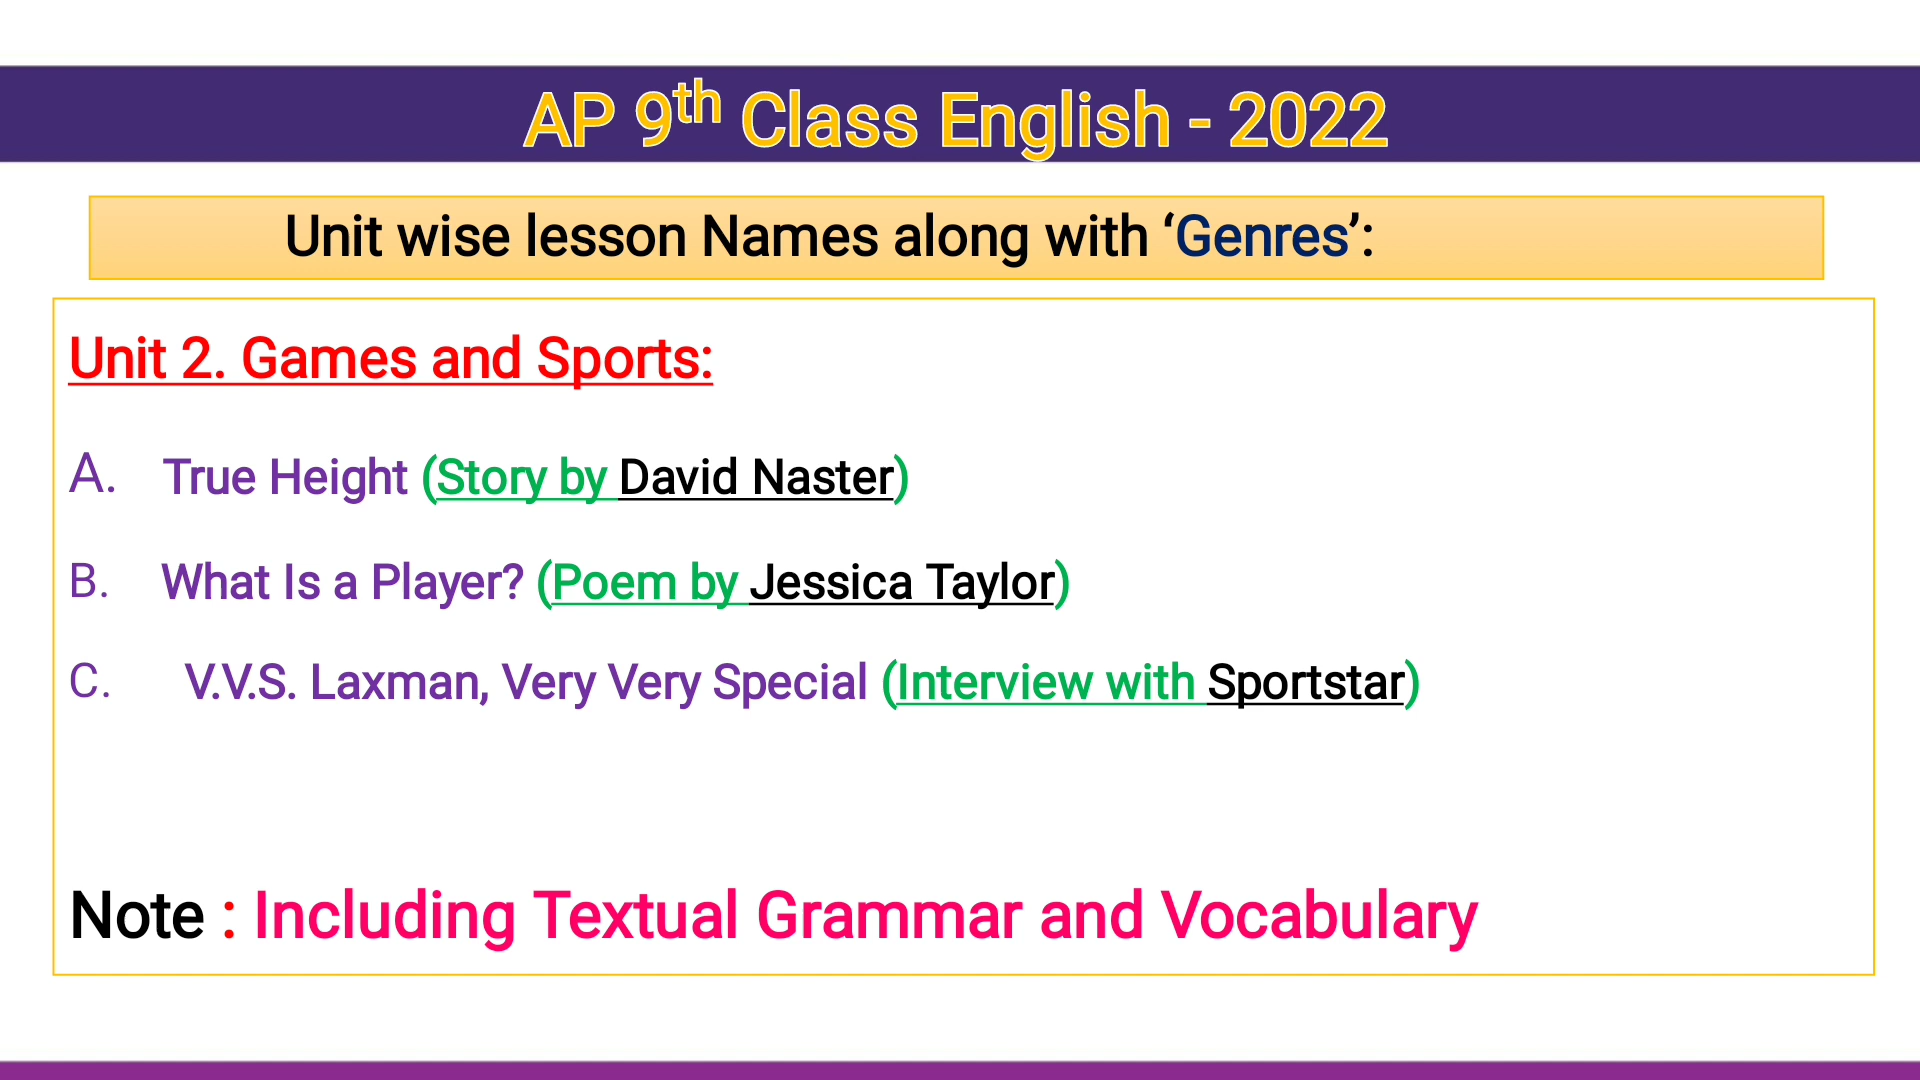 AP 9th Class English - 2022
Unit wise lesson Names along with ‘Genres’:
Unit 2. Games and Sports:
A. True Height (Story by David Naster)
B. What Is a Player? (Poem by Jessica Taylor)
C. V.V.S. Laxman, Very Very Special (Interview with Sportstar)
Note : Including Textual Grammar and Vocabulary